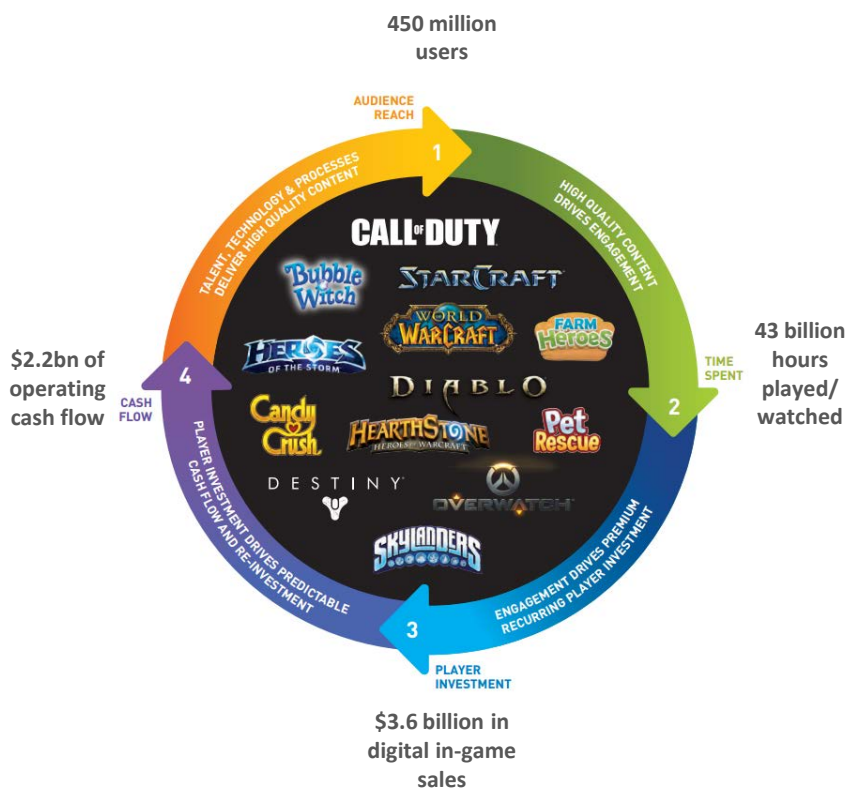 450 million
users
AUDIENCE
REACH
1
TALENT, TECHNOLOGY & PROCESSES
DELIVER HIGH QUALITY CONTENT
HIGH QUALITY CONTENT
DRIVES ENGAGEMENT
CALL OF DUTY
Bubble
Witch
STARCRAFT
WORLD
OF
WARCRAFT
FARM
Heroes
HEROES
OF THE STORM
DIABLO
Candy
Crush
HEARTHSTONE
HEROES OF WARCRAFT
Pet
Rescue
DESTINY
OVERWATCH
SKYLANDERS
43 billion
hours
played/
watched
TIME
SPENT
2
$2.2bn of
operating
cash flow
4
CASH
FLOW
PLAYER INVESTMENT DRIVES PREDICTABLE
CASH FLOW AND RE-INVESTMENT
ENGAGEMENT DRIVES PREMIUM
RECURRING PLAYER INVESTMENT
3
PLAYER
INVESTMENT
$3.6 billion in
digital in-game
sales